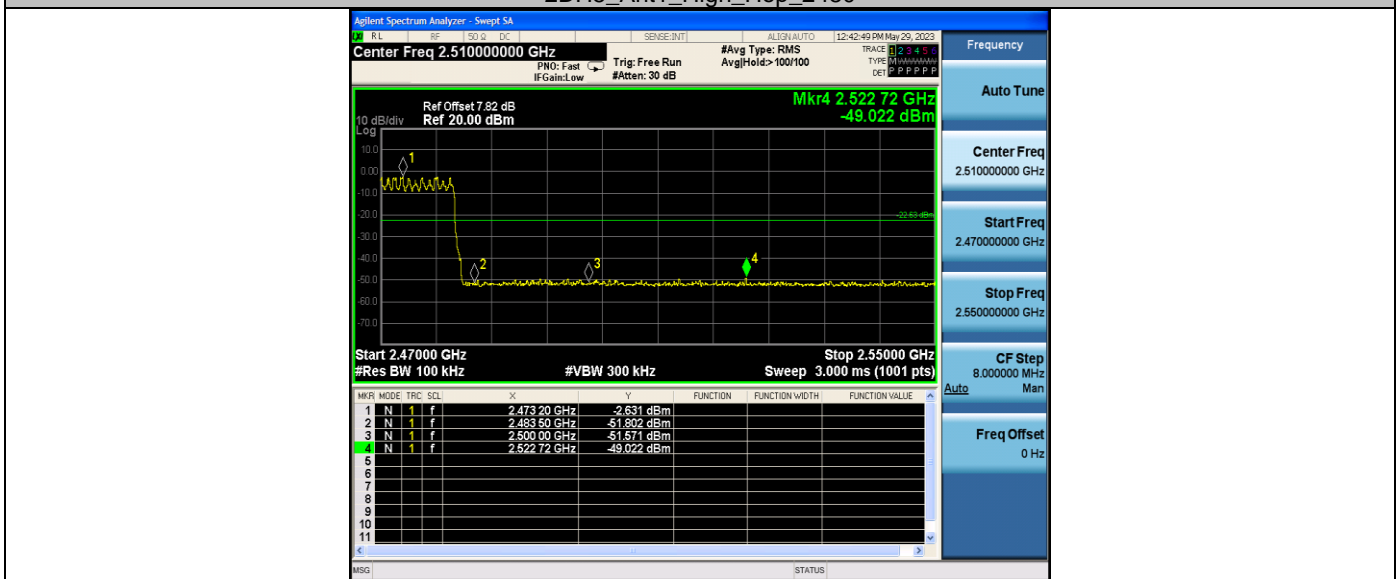 Agilent Spectrum Analyzer - Swept SA
RL RF 50 Ω DC SENSE:INT ALIGN AUTO 12:42:49 PM May 29, 2023
Center Freq 2.510000000 GHz
PNO: Fast
IFGain:Low
Trig: Free Run
#Atten: 30 dB
#Avg Type: RMS
Avg|Hold:> 100/100
TRACE 1 2 3 4 5 6
TYPE M
DET P P P P P P
Frequency
Auto Tune
Center Freq
2.510000000 GHz
Start Freq
2.470000000 GHz
Stop Freq
2.550000000 GHz
CF Step
8.000000 MHz
Auto Man
Freq Offset
0 Hz
Mkr4 2.522 72 GHz
-49.022 dBm
Ref Offset 7.82 dB
10 dB/div Ref 20.00 dBm
Log
10.0
0.00
-10.0
-20.0
-30.0
-40.0
-50.0
-60.0
-70.0
1
2
3
4
-22.63 dBm
Start 2.47000 GHz Stop 2.55000 GHz
#Res BW 100 kHz #VBW 300 kHz Sweep 3.000 ms (1001 pts)
MKR MODE TRC SCL X Y FUNCTION FUNCTION WIDTH FUNCTION VALUE
1 N 1 f 2.473 20 GHz -2.631 dBm
2 N 1 f 2.483 50 GHz -51.802 dBm
3 N 1 f 2.500 00 GHz -51.571 dBm
4 N 1 f 2.522 72 GHz -49.022 dBm
5
6
7
8
9
10
11
MSG STATUS